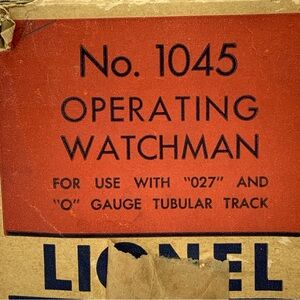 No. 1045
OPERATING
WATCHMAN
FOR USE WITH "027" AND
"O" GAUGE TUBULAR TRACK
LIONEL